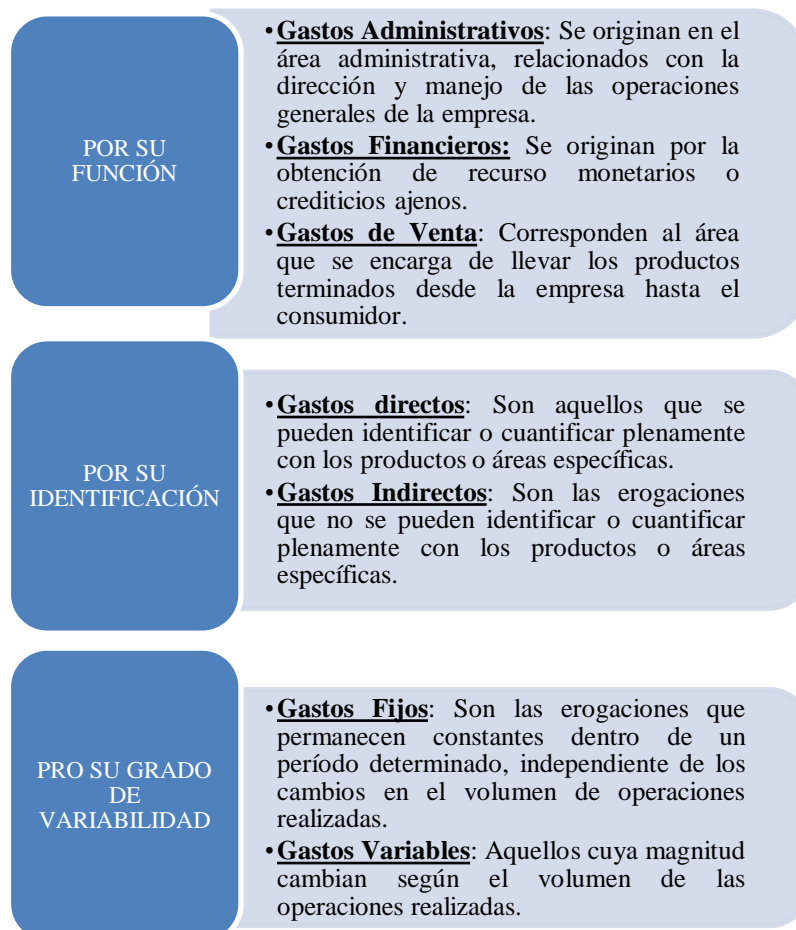 POR SU
FUNCIÓN
•Gastos Administrativos: Se originan en el
área administrativa, relacionados con la
dirección y manejo de las operaciones
generales de la empresa.
•Gastos Financieros: Se originan por la
obtención de recurso monetarios o
crediticios ajenos.
•Gastos de Venta: Corresponden al área
que se encarga de llevar los productos
terminados desde la empresa hasta el
consumidor.
POR SU
IDENTIFICACIÓN
•Gastos directos: Son aquellos que se
pueden identificar o cuantificar plenamente
con los productos o áreas específicas.
•Gastos Indirectos: Son las erogaciones
que no se pueden identificar o cuantificar
plenamente con los productos o áreas
específicas.
PRO SU GRADO
DE
VARIABILIDAD
•Gastos Fijos: Son las erogaciones que
permanecen constantes dentro de un
período determinado, independiente de los
cambios en el volumen de operaciones
realizadas.
•Gastos Variables: Aquellos cuya magnitud
cambian según el volumen de las
operaciones realizadas.